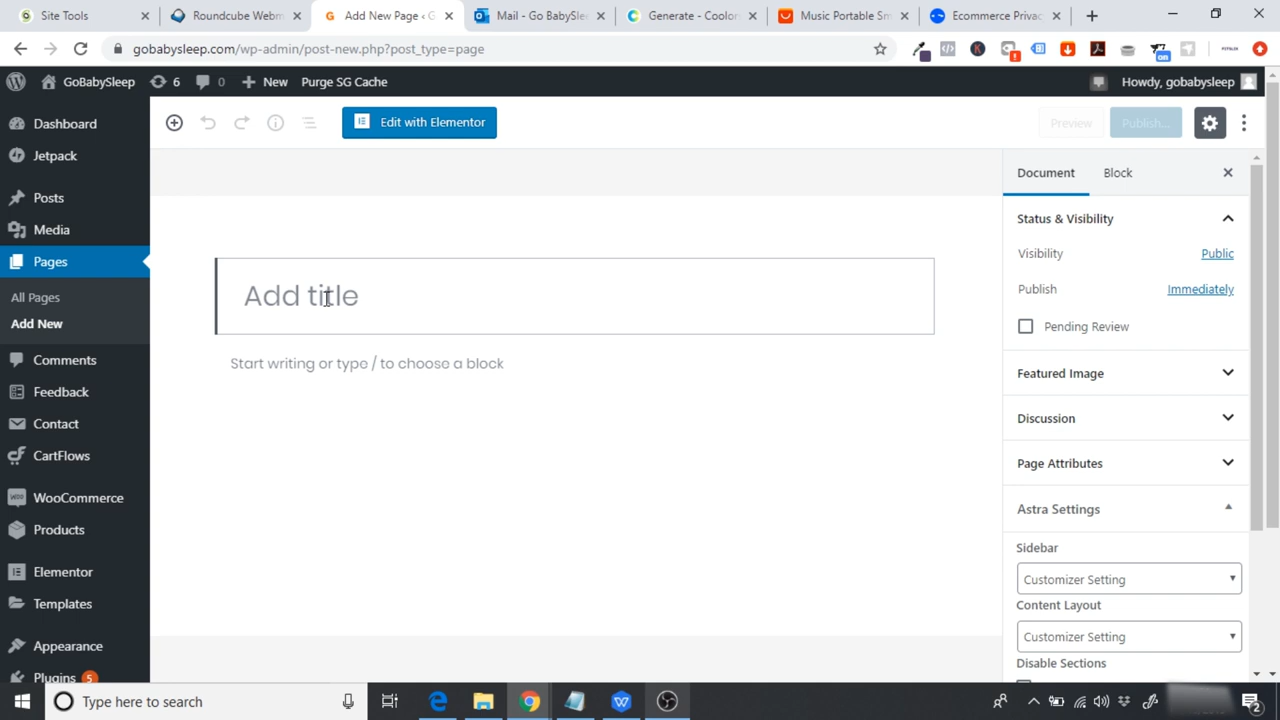 Site Tools
Roundcube Webm
Add New Page ‹ G
Mail - Go BabySlee
Generate - Coolor
Music Portable Sm
Ecommerce Privac
gobabysleep.com/wp-admin/post-new.php?post_type=page
GoBabySleep
6
0
New
Purge SG Cache
Howdy, gobabysleep
Dashboard
Jetpack
Posts
Media
Pages
All Pages
Add New
Comments
Feedback
Contact
CartFlows
WooCommerce
Products
Elementor
Templates
Appearance
Plugins 5
Edit with Elementor
Preview
Publish...
Add title
Start writing or type / to choose a block
Document
Block
Status & Visibility
Visibility
Public
Publish
Immediately
Pending Review
Featured Image
Discussion
Page Attributes
Astra Settings
Sidebar
Customizer Setting
Content Layout
Customizer Setting
Disable Sections
Type here to search
2